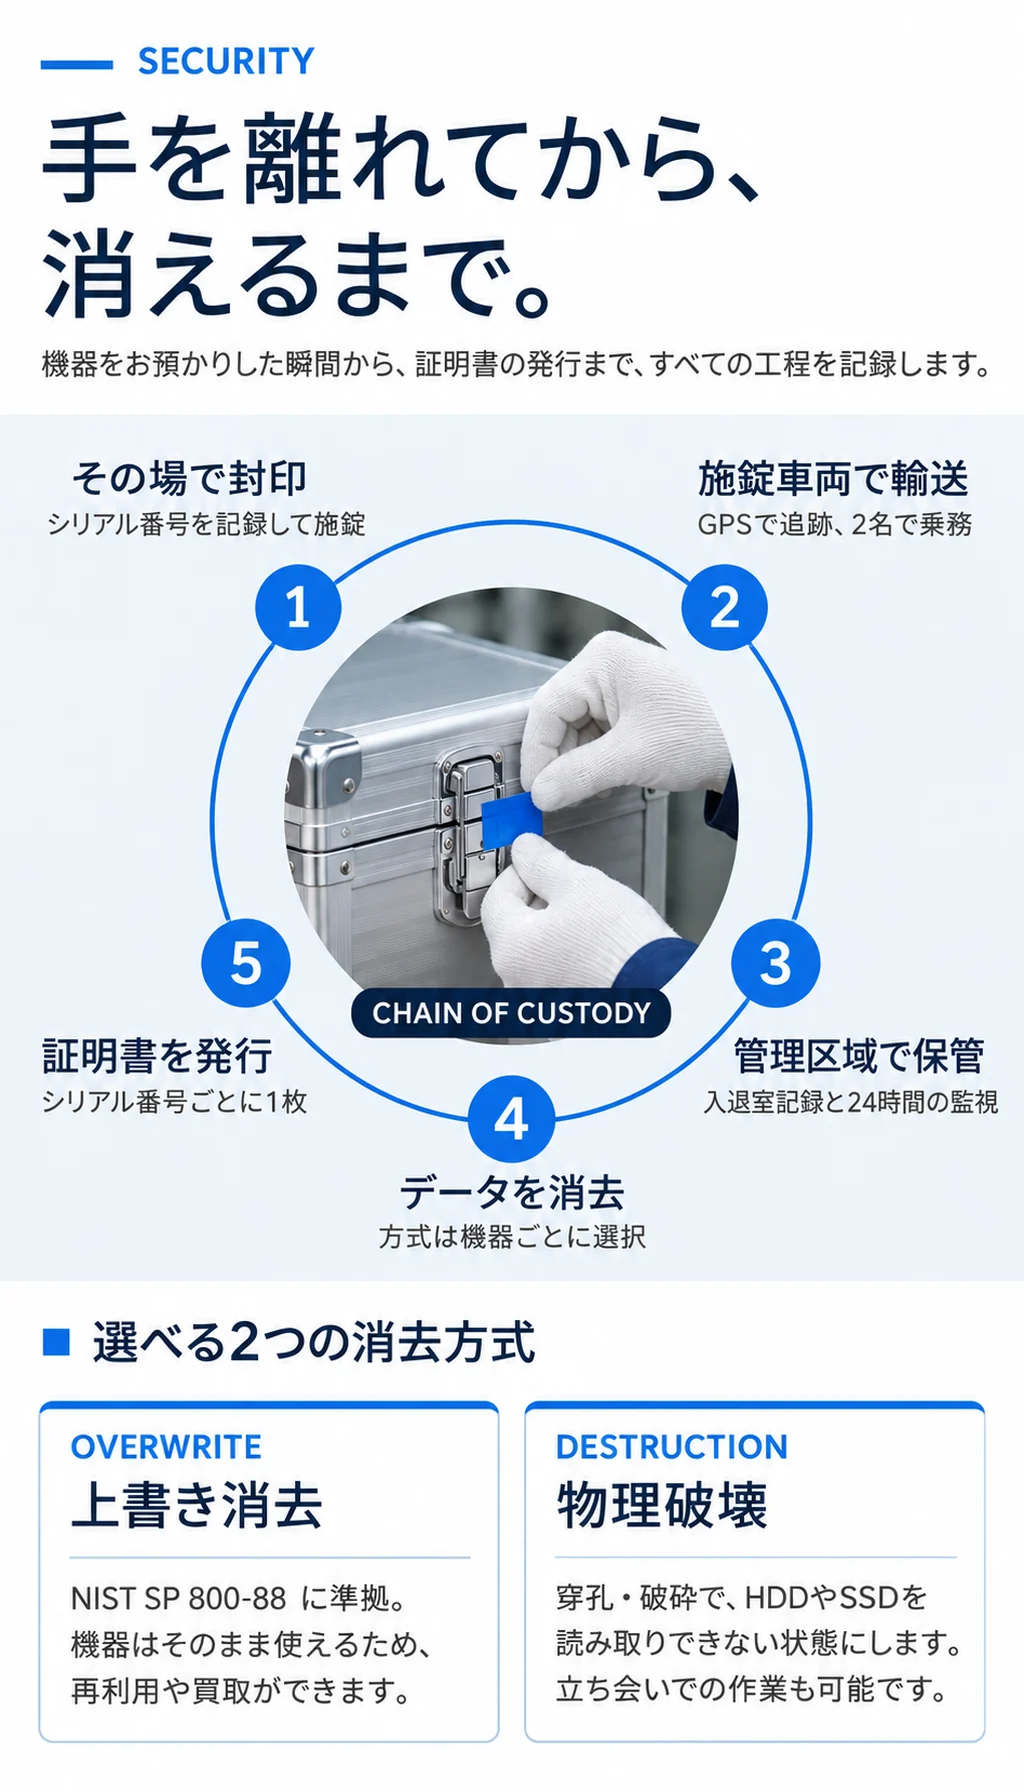 SECURITY
手を離れてから、
消えるまで。
機器をお預かりした瞬間から、証明書の発行まで、すべての工程を記録します。
その場で封印
シリアル番号を記録して施錠
1
施錠車両で輸送
GPSで追跡、2名で乗務
2
3
管理区域で保管
入退室記録と24時間の監視
4
データを消去
方式は機器ごとに選択
5
証明書を発行
シリアル番号ごとに1枚
CHAIN OF CUSTODY
選べる2つの消去方式
OVERWRITE
上書き消去
NIST SP 800-88 に準拠。
機器はそのまま使えるため、
再利用や買取ができます。
DESTRUCTION
物理破壊
穿孔・破砕で、HDDやSSDを
読み取りできない状態にします。
立ち会いでの作業も可能です。